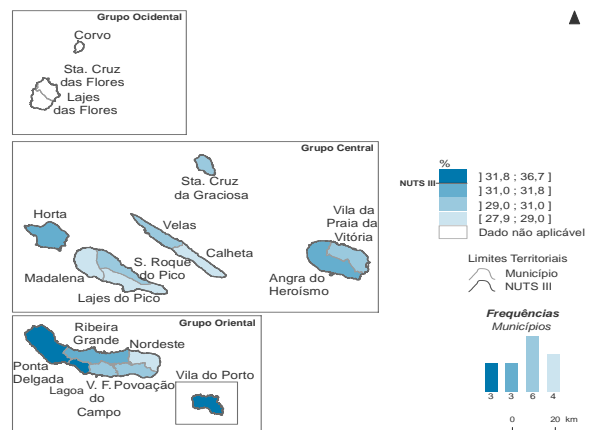 Grupo Ocidental
Corvo
Sta. Cruz
das Flores
Lajes
das Flores
Grupo Central
Sta. Cruz
da Graciosa
Horta
Velas
Vila da
Praia da
Vitória
Calheta
S. Roque
do Pico
Madalena
Lajes do Pico
Angra do
Heroísmo
Grupo Oriental
Ribeira
Grande
Nordeste
Ponta
Delgada
Lagoa
V. F.
do
Campo
Povoação
Vila do Porto
%
NUTS III
] 31,8 ; 36,7 ]
] 31,0 ; 31,8 ]
] 29,0 ; 31,0 ]
[ 27,9 ; 29,0 ]
Dado não aplicável
Limites Territoriais
Município
NUTS III
Frequências
Municípios
3 3 6 4
0 20 km